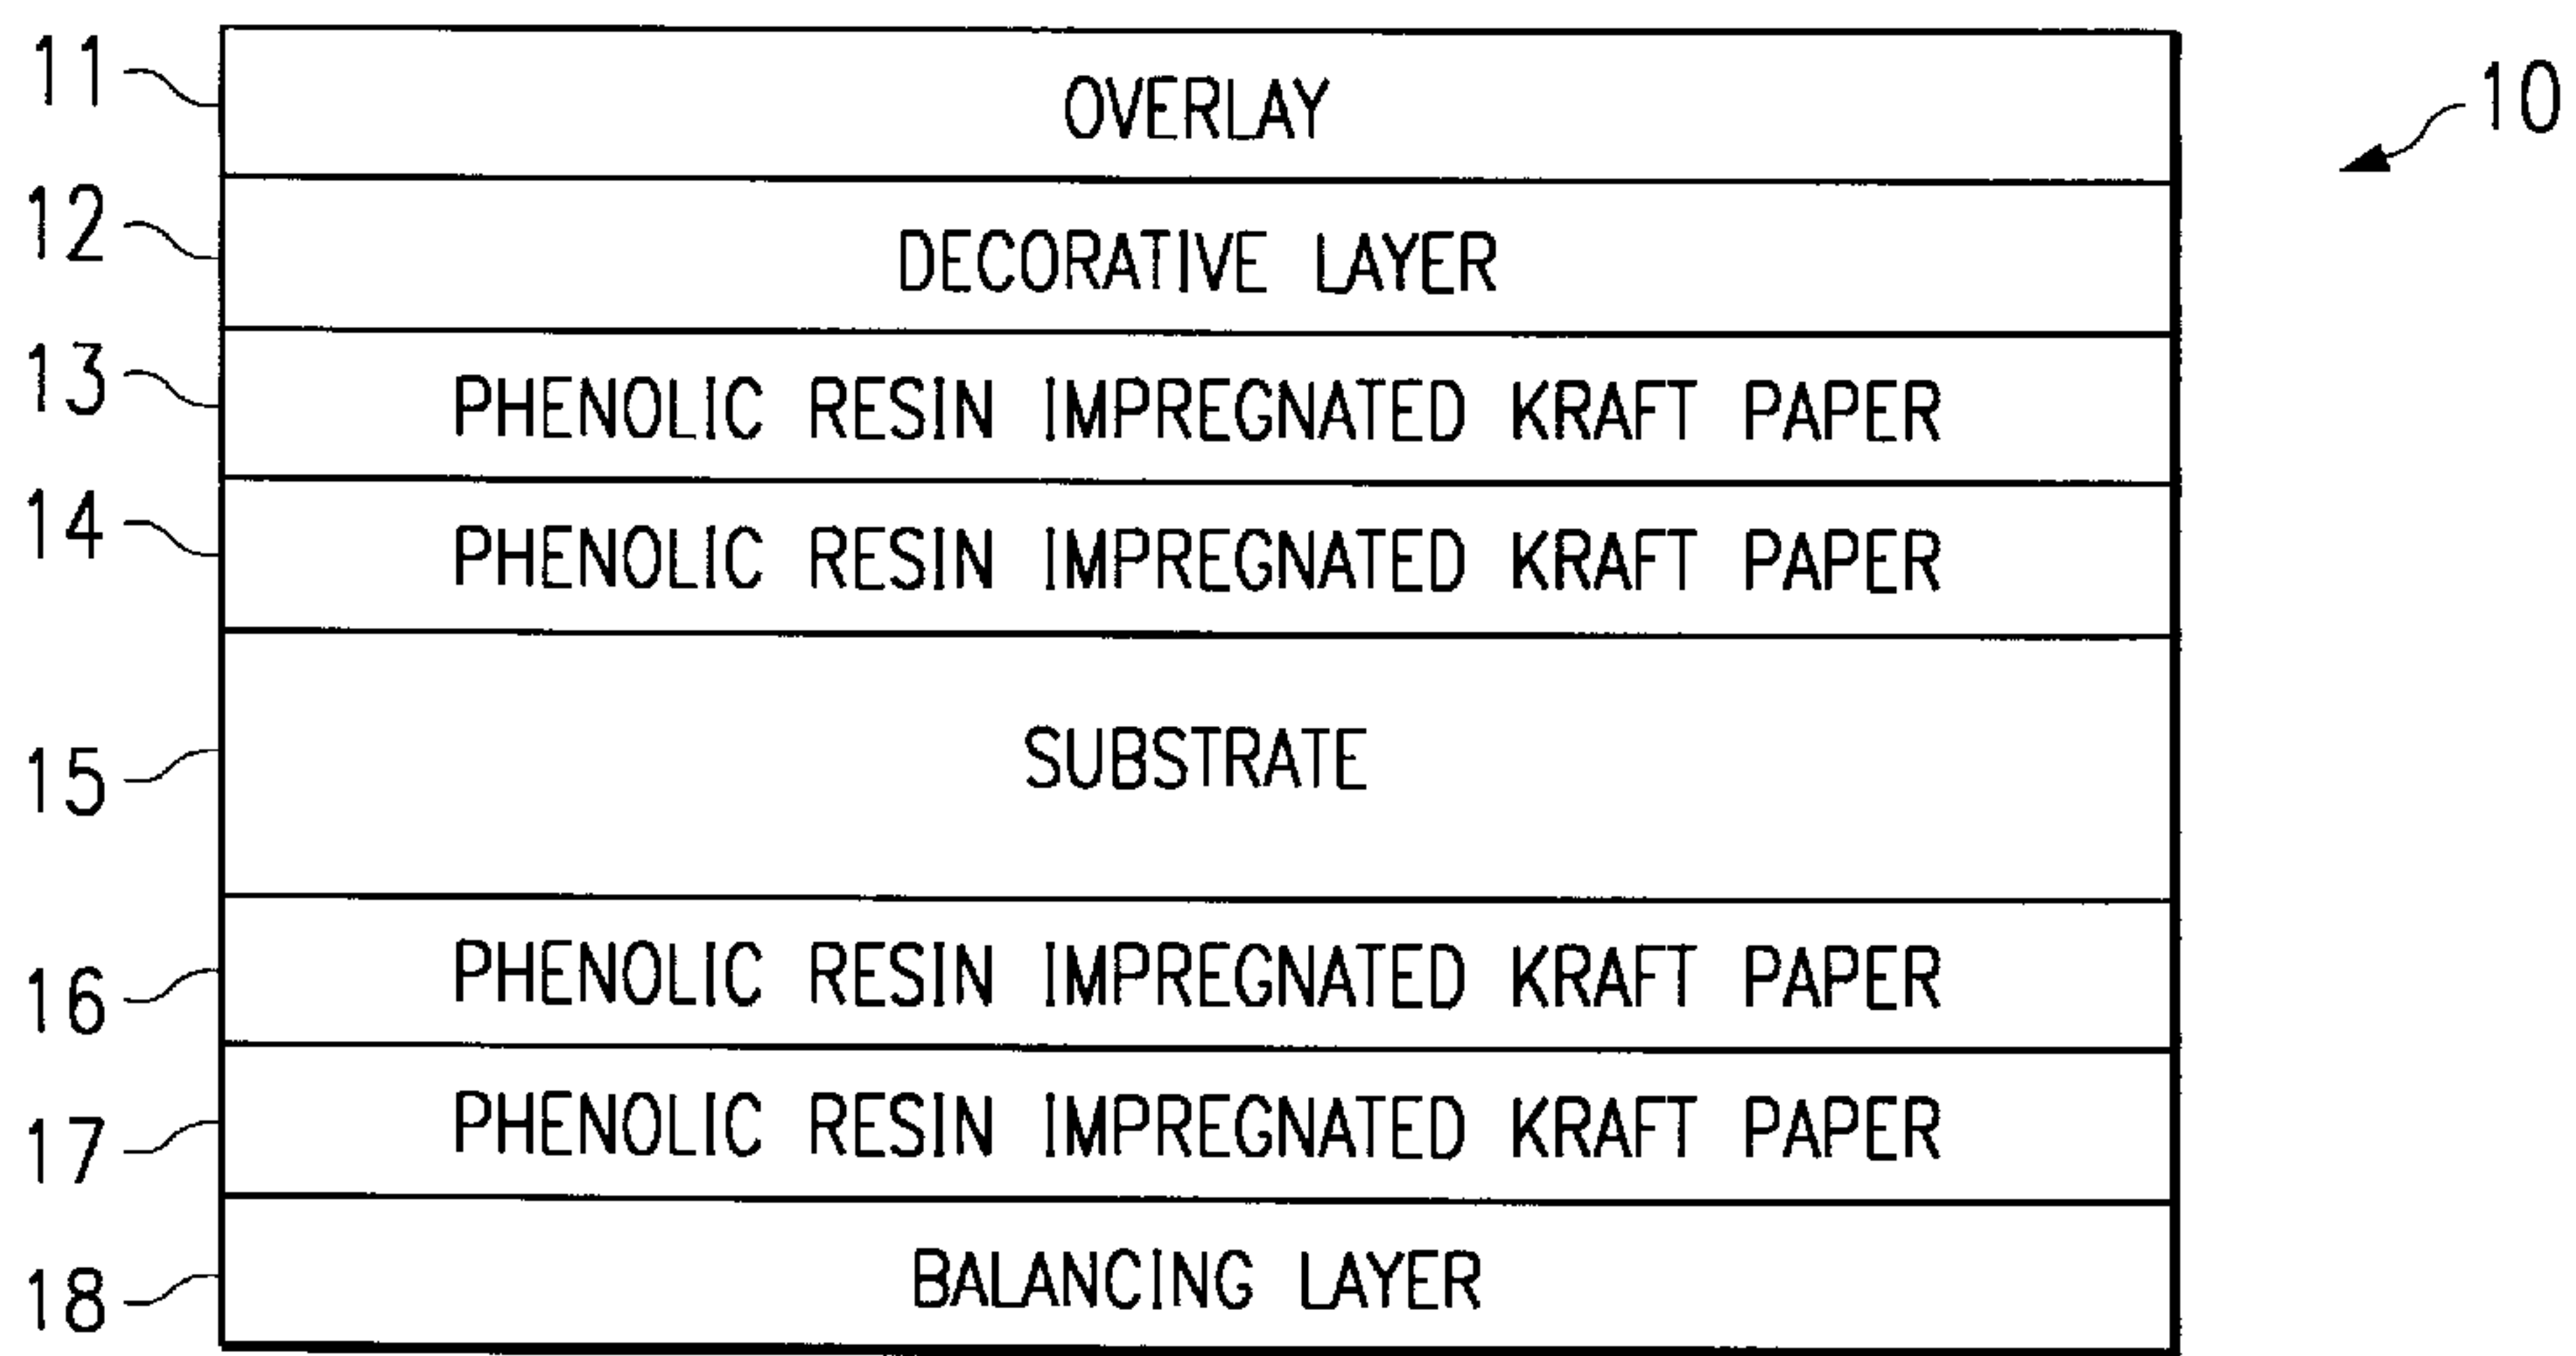 11 OVERLAY
10
12 DECORATIVE LAYER
13 PHENOLIC RESIN IMPREGNATED KRAFT PAPER
14 PHENOLIC RESIN IMPREGNATED KRAFT PAPER
15 SUBSTRATE
16 PHENOLIC RESIN IMPREGNATED KRAFT PAPER
17 PHENOLIC RESIN IMPREGNATED KRAFT PAPER
18 BALANCING LAYER